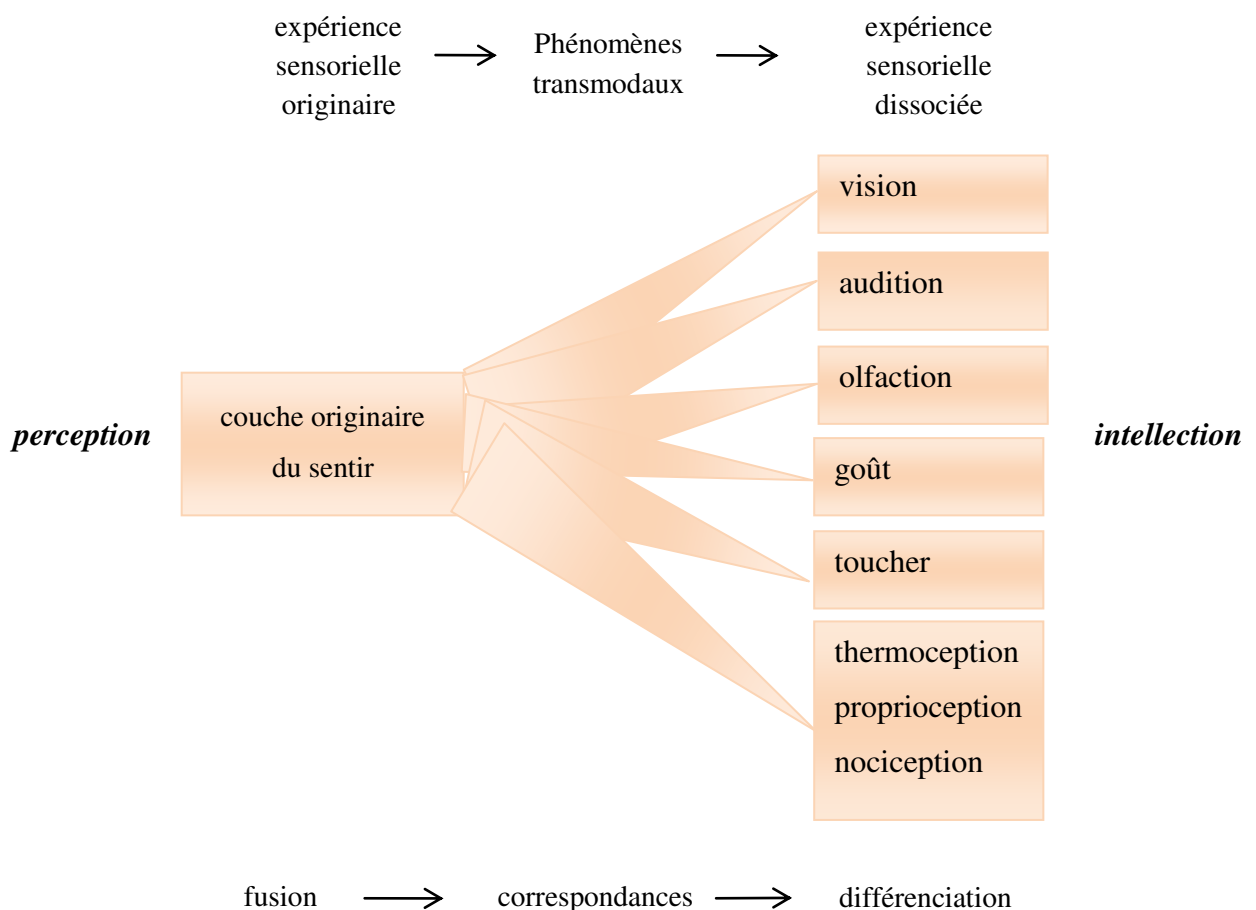 expérience
sensorielle
originaire
Phénomènes
transmodaux
expérience
sensorielle
dissociée
vision
audition
olfaction
goût
toucher
thermoception
proprioception
nociception
couche originaire
du sentir
perception
intellection
fusion
correspondances
différenciation